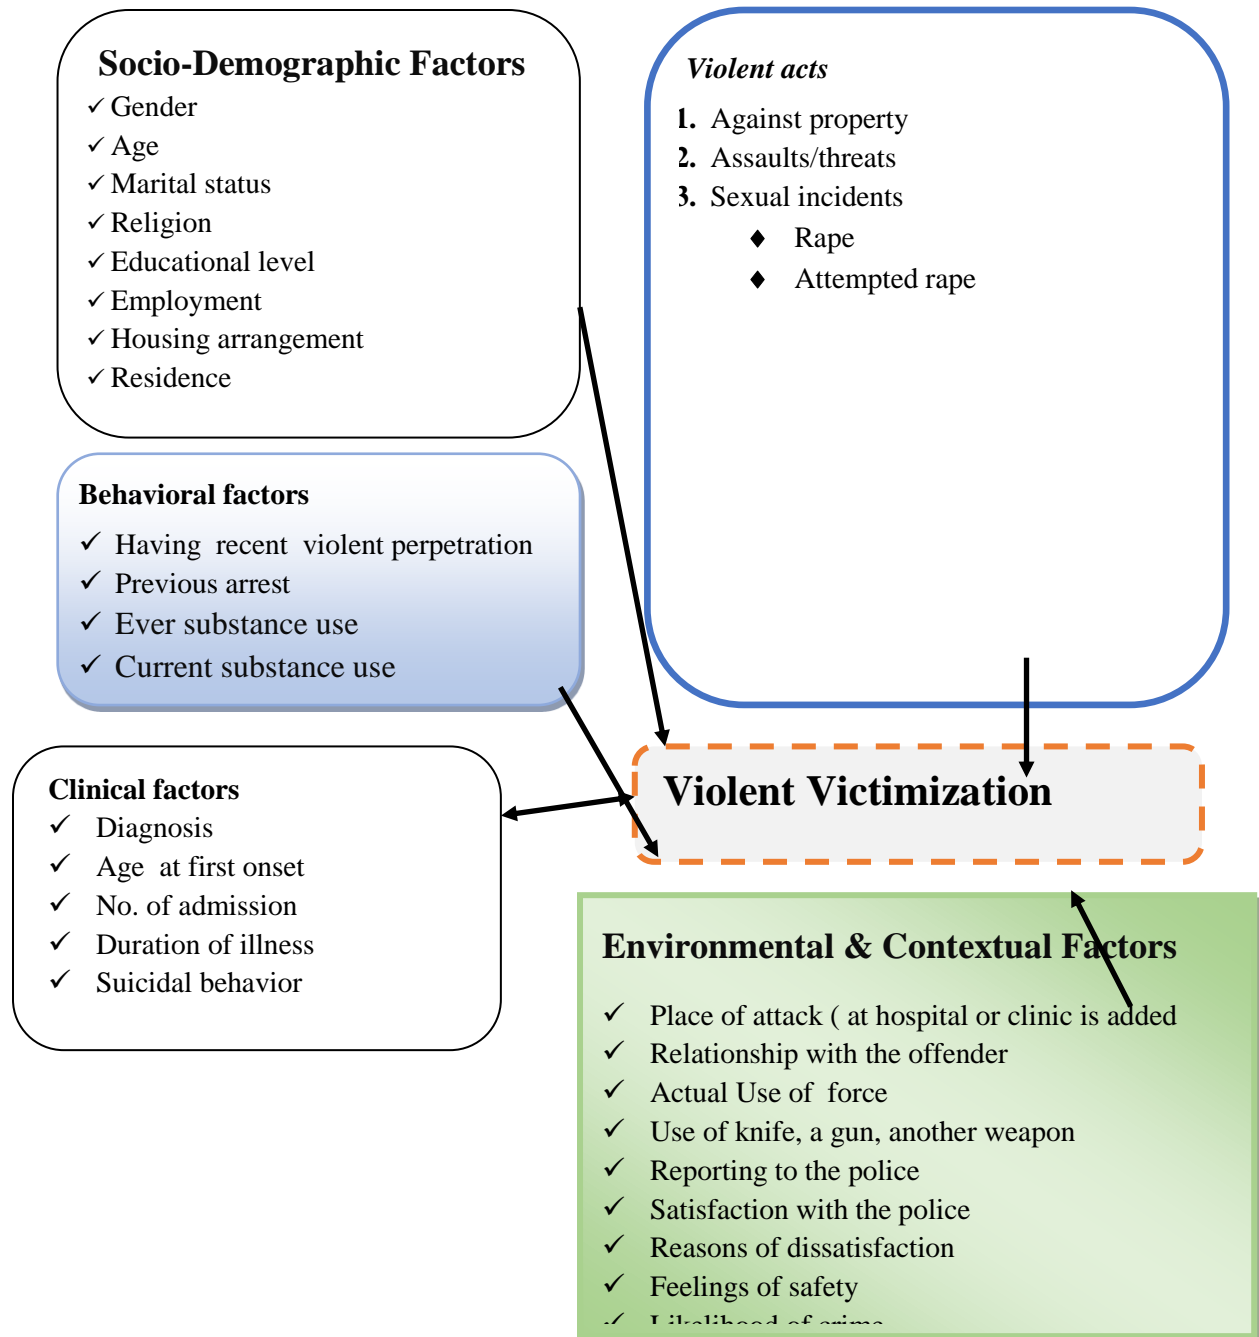 Socio-Demographic Factors
✓ Gender
✓ Age
✓ Marital status
✓ Religion
✓ Educational level
✓ Employment
✓ Housing arrangement
✓ Residence
Violent acts
1. Against property
2. Assaults/threats
3. Sexual incidents
♦ Rape
♦ Attempted rape
Behavioral factors
✓ Having recent violent perpetration
✓ Previous arrest
✓ Ever substance use
✓ Current substance use
Clinical factors
✓ Diagnosis
✓ Age at first onset
✓ No. of admission
✓ Duration of illness
✓ Suicidal behavior
Violent Victimization
Environmental & Contextual Factors
✓ Place of attack ( at hospital or clinic is added
✓ Relationship with the offender
✓ Actual Use of force
✓ Use of knife, a gun, another weapon
✓ Reporting to the police
✓ Satisfaction with the police
✓ Reasons of dissatisfaction
✓ Feelings of safety
✓ Likelihood of crime